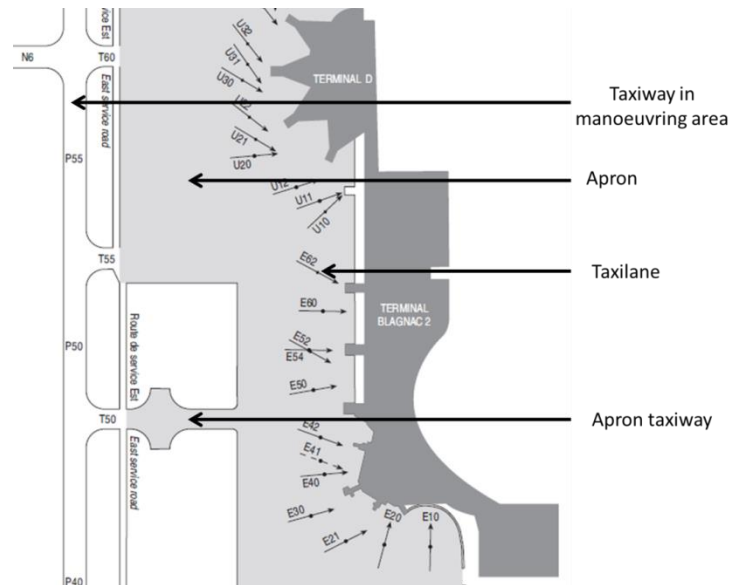 rvice Est
N6
T60
East service road
P55
T55
P50
Route de service Est
T50
East service road
P40
U32
U31
U30
U22
U21
U20
U12
U11
U10
E62
E60
E52
E54
E50
E42
E41
E40
E30
E21
E20
E10
TERMINAL D
TERMINAL
BLAGNAC 2
Taxiway in
manoeuvring area
Apron
Taxilane
Apron taxiway